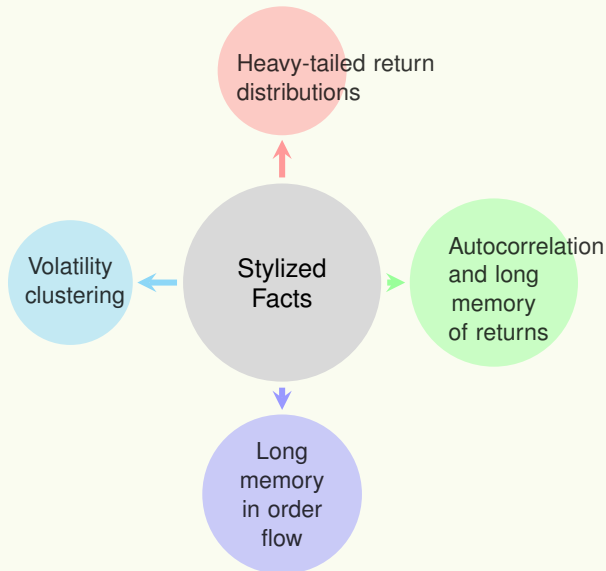 Heavy-tailed return
distributions
Volatility
clustering
Stylized
Facts
Autocorrelation
and long
memory
of returns
Long
memory
in order
flow